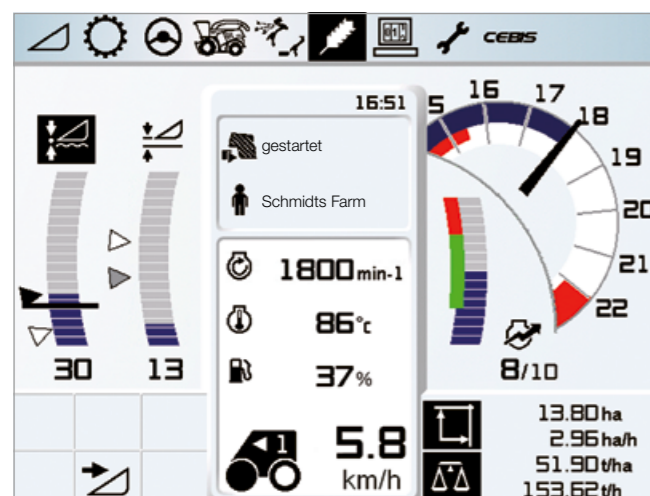 CEBIS
16:51
gestartet
Schmidts Farm
1800 min-1
86°c
37%
1
5.8
km/h
30
13
5
16
17
18
19
20
21
22
8/10
13.80 ha
2.96 ha/h
51.90 t/ha
153.62 t/h